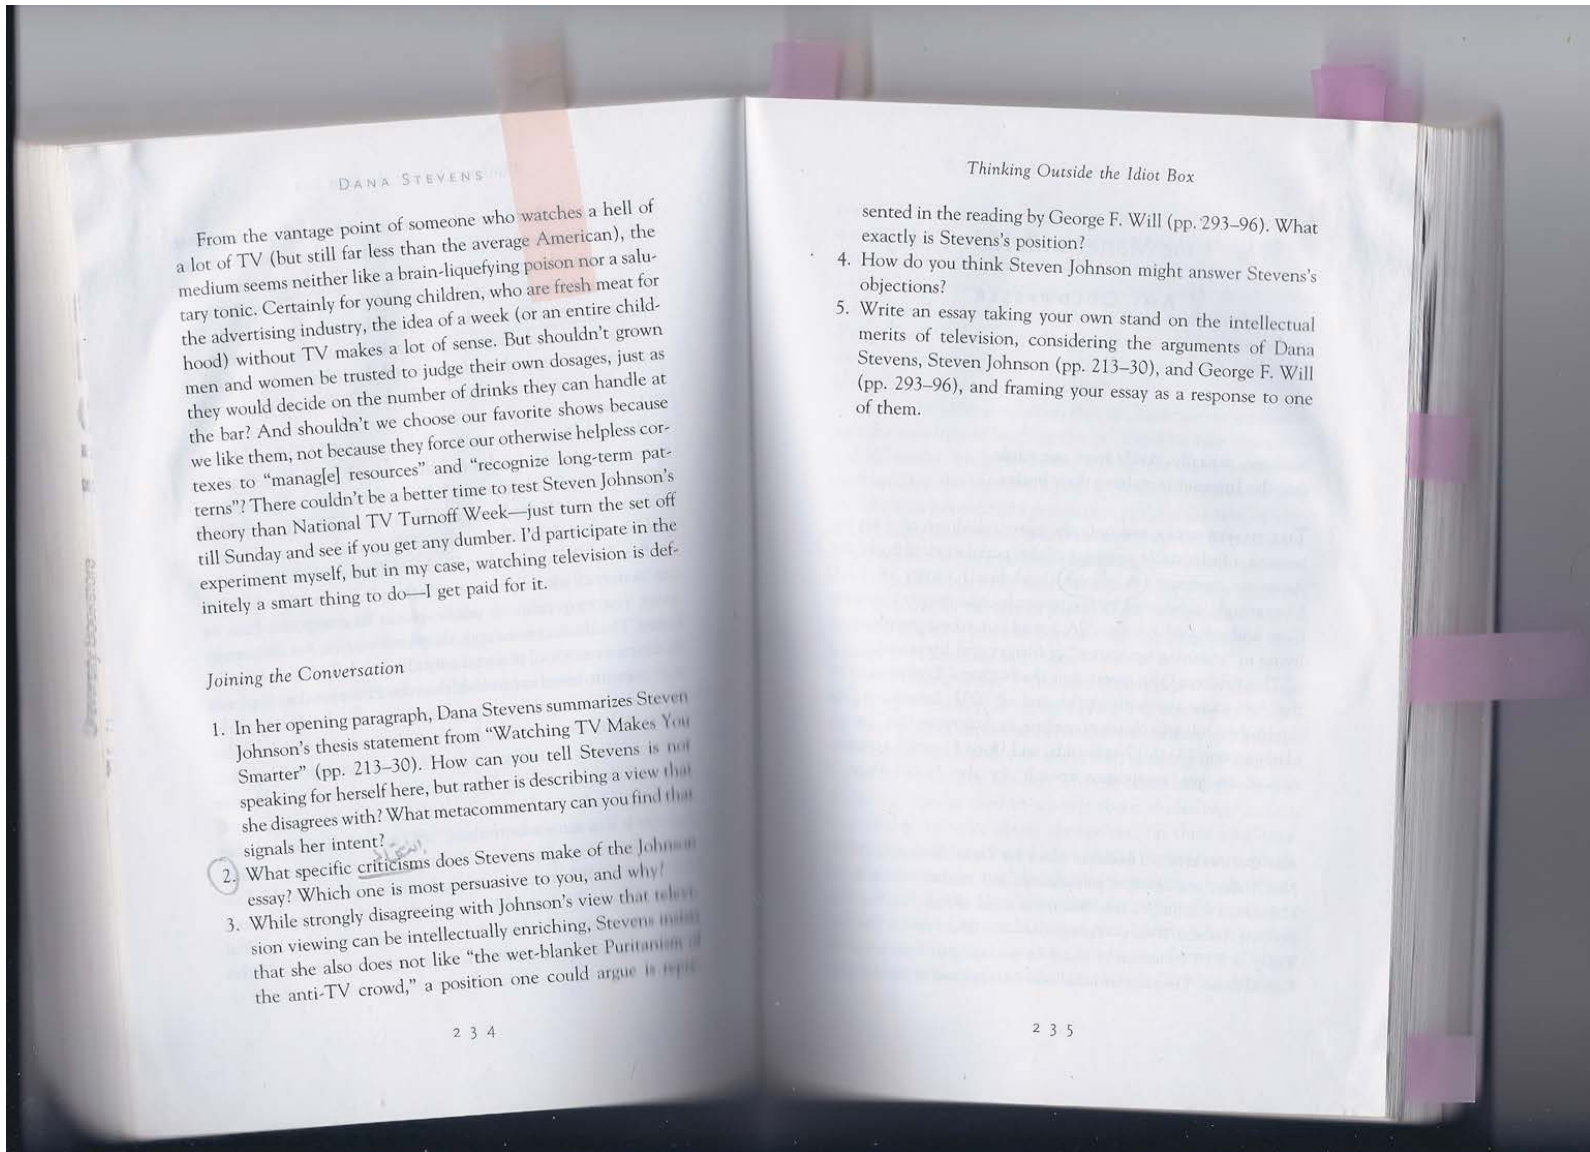 DANA STEVENS
From the vantage point of someone who watches a hell of
a lot of TV (but still far less than the average American), the
medium seems neither like a brain-liquefying poison nor a salu-
tary tonic. Certainly for young children, who are fresh meat for
the advertising industry, the idea of a week (or an entire child-
hood) without TV makes a lot of sense. But shouldn't grown
men and women be trusted to judge their own dosages, just as
they would decide on the number of drinks they can handle at
the bar? And shouldn't we choose our favorite shows because
we like them, not because they force our otherwise helpless cor-
texes to “manag[e] resources” and “recognize long-term pat-
terns”? There couldn't be a better time to test Steven Johnson's
theory than National TV Turnoff Week—just turn the set off
till Sunday and see if you get any dumber. I'd participate in the
experiment myself, but in my case, watching television is def-
initely a smart thing to do—I get paid for it.
Joining the Conversation
1. In her opening paragraph, Dana Stevens summarizes Steven
Johnson's thesis statement from “Watching TV Makes You
Smarter” (pp. 213–30). How can you tell Stevens is not
speaking for herself here, but rather is describing a view that
she disagrees with? What metacommentary can you find that
signals her intent?
انتقاد
2. What specific criticisms does Stevens make of the Johnson
essay? Which one is most persuasive to you, and why?
3. While strongly disagreeing with Johnson's view that televi-
sion viewing can be intellectually enriching, Stevens insists
that she also does not like “the wet-blanket Puritanism of
the anti-TV crowd,” a position one could argue is repre-
234
Thinking Outside the Idiot Box
sented in the reading by George F. Will (pp. 293–96). What
exactly is Stevens's position?
4. How do you think Steven Johnson might answer Stevens's
objections?
5. Write an essay taking your own stand on the intellectual
merits of television, considering the arguments of Dana
Stevens, Steven Johnson (pp. 213–30), and George F. Will
(pp. 293–96), and framing your essay as a response to one
of them.
235